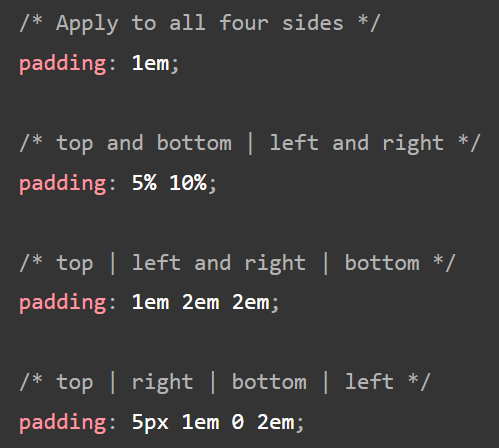 /* Apply to all four sides */
padding: 1em;
/* top and bottom | left and right */
padding: 5% 10%;
/* top | left and right | bottom */
padding: 1em 2em 2em;
/* top | right | bottom | left */
padding: 5px 1em 0 2em;